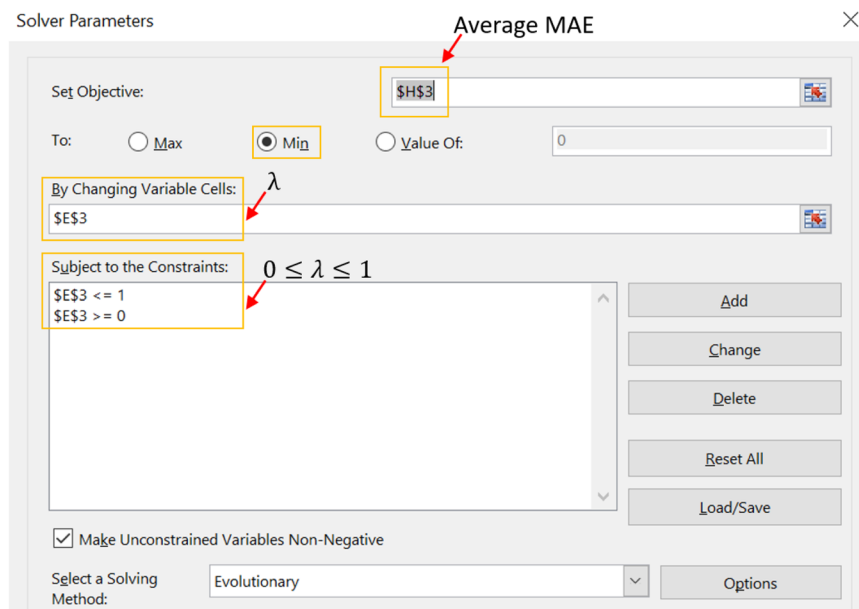 Solver Parameters
Average MAE
Set Objective:
$H$3
To:
Max
Min
Value Of:
0
By Changing Variable Cells:
λ
$E$3
Subject to the Constraints:
0 ≤ λ ≤ 1
$E$3 <= 1
$E$3 >= 0
Add
Change
Delete
Reset All
Load/Save
Make Unconstrained Variables Non-Negative
Select a Solving
Method:
Evolutionary
Options